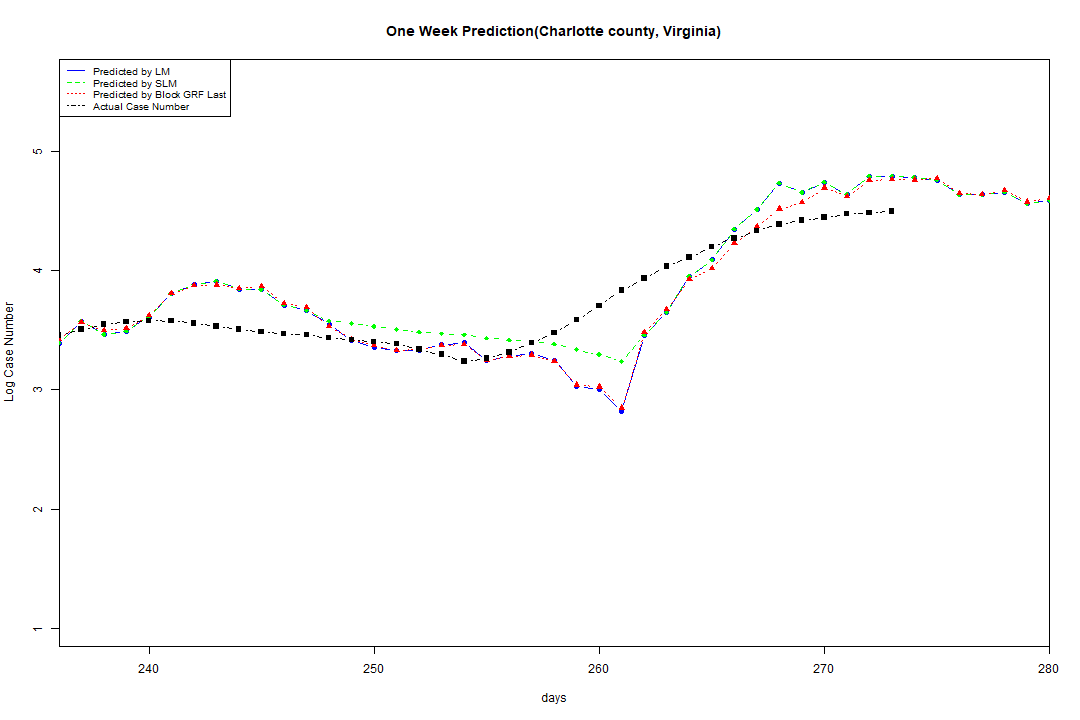 One Week Prediction(Charlotte county, Virginia)
Predicted by LM
Predicted by SLM
Predicted by Block GRF Last
Actual Case Number
5
4
3
2
1
Log Case Number
240 250 260 270 280
days